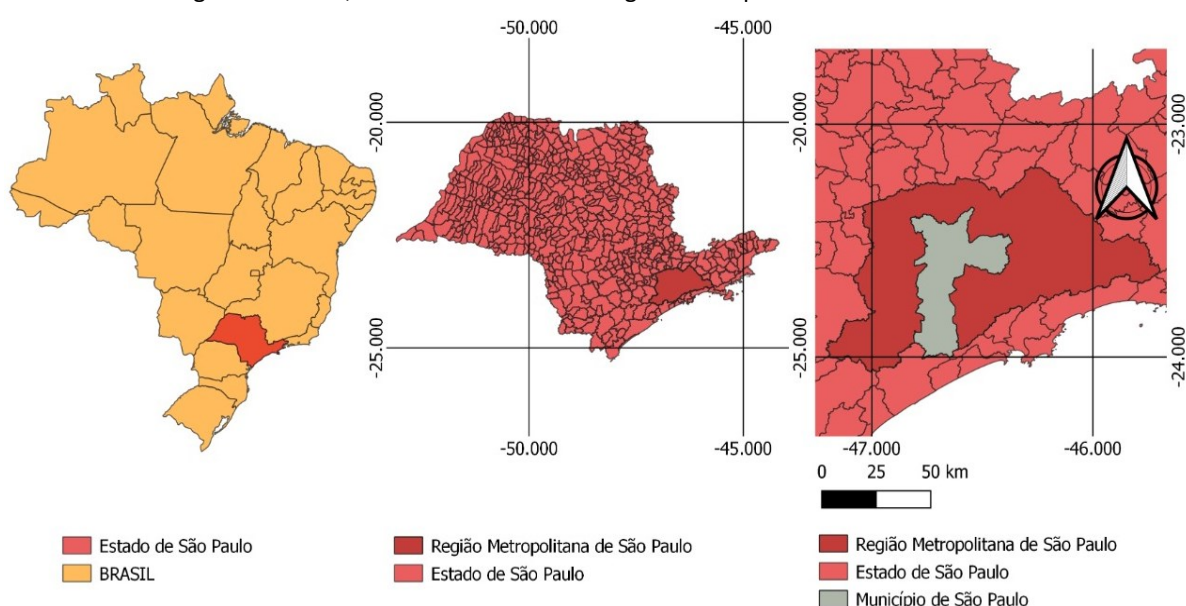 -50.000 -45.000
-20.000 -20.000 -23.000
-25.000 -25.000 -24.000
-50.000 -45.000 -47.000 -46.000
0 25 50 km
Estado de São Paulo
BRASIL
Região Metropolitana de São Paulo
Estado de São Paulo
Região Metropolitana de São Paulo
Estado de São Paulo
Município de São Paulo